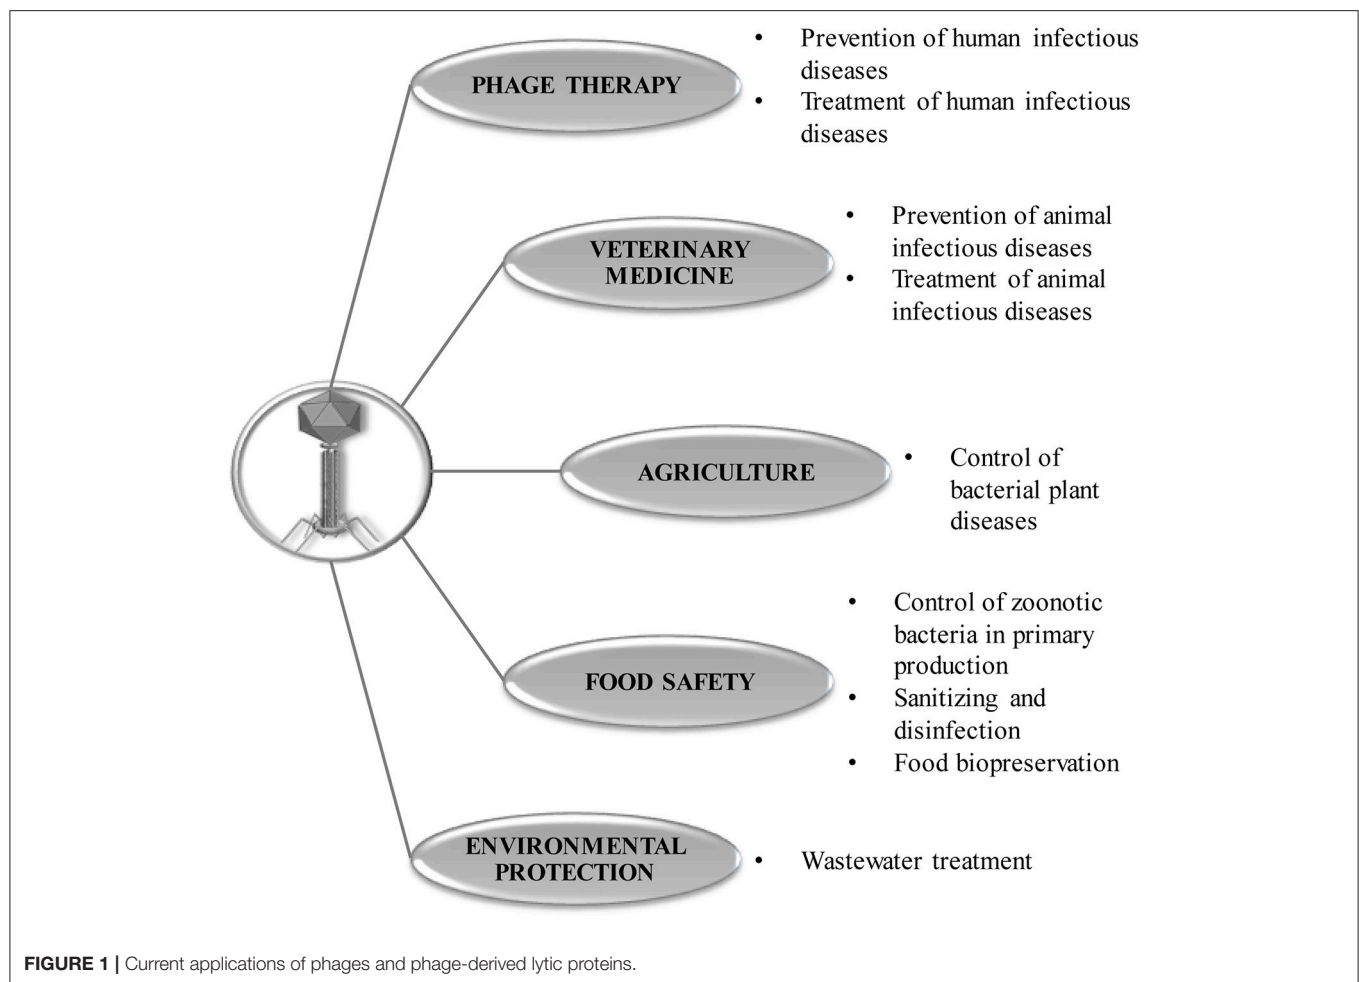 PHAGE THERAPY
• Prevention of human infectious
diseases
• Treatment of human infectious
diseases
VETERINARY
MEDICINE
• Prevention of animal
infectious diseases
• Treatment of animal
infectious diseases
AGRICULTURE
• Control of
bacterial plant
diseases
FOOD SAFETY
• Control of zoonotic
bacteria in primary
production
• Sanitizing and
disinfection
• Food biopreservation
ENVIRONMENTAL
PROTECTION
• Wastewater treatment
FIGURE 1 | Current applications of phages and phage-derived lytic proteins.